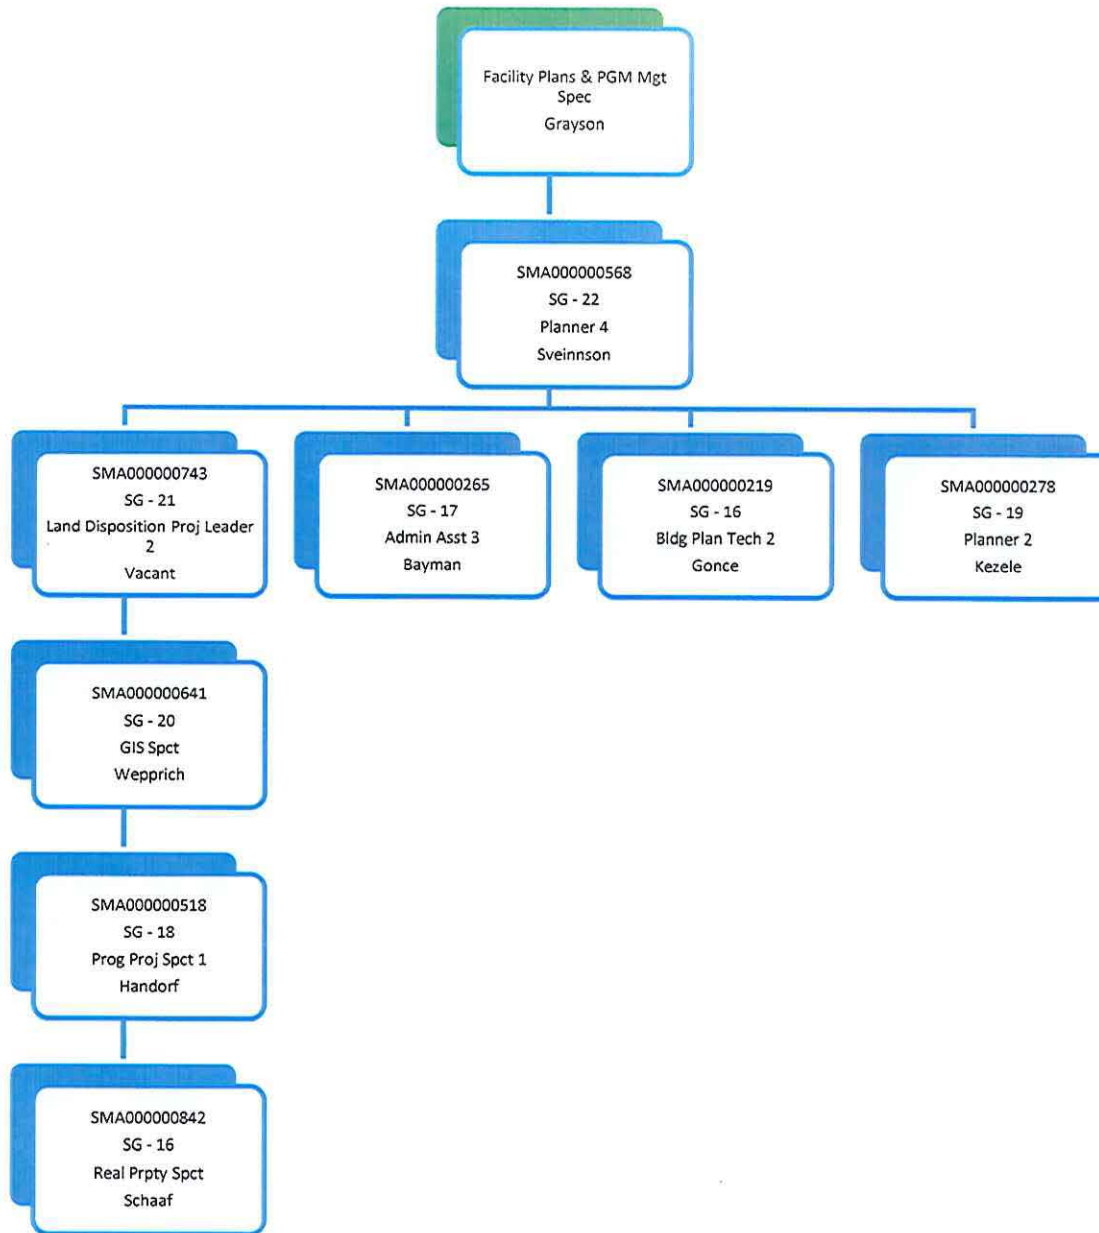 Facility Plans & PGM Mgt
Spec
Grayson
SMA000000568
SG - 22
Planner 4
Sveinnson
SMA000000743
SG - 21
Land Disposition Proj Leader
2
Vacant
SMA000000265
SG - 17
Admin Asst 3
Bayman
SMA000000219
SG - 16
Bldg Plan Tech 2
Gonce
SMA000000278
SG - 19
Planner 2
Kezele
SMA000000641
SG - 20
GIS Spct
Wepprich
SMA000000518
SG - 18
Prog Proj Spct 1
Handorf
SMA000000842
SG - 16
Real Prpty Spct
Schaaf